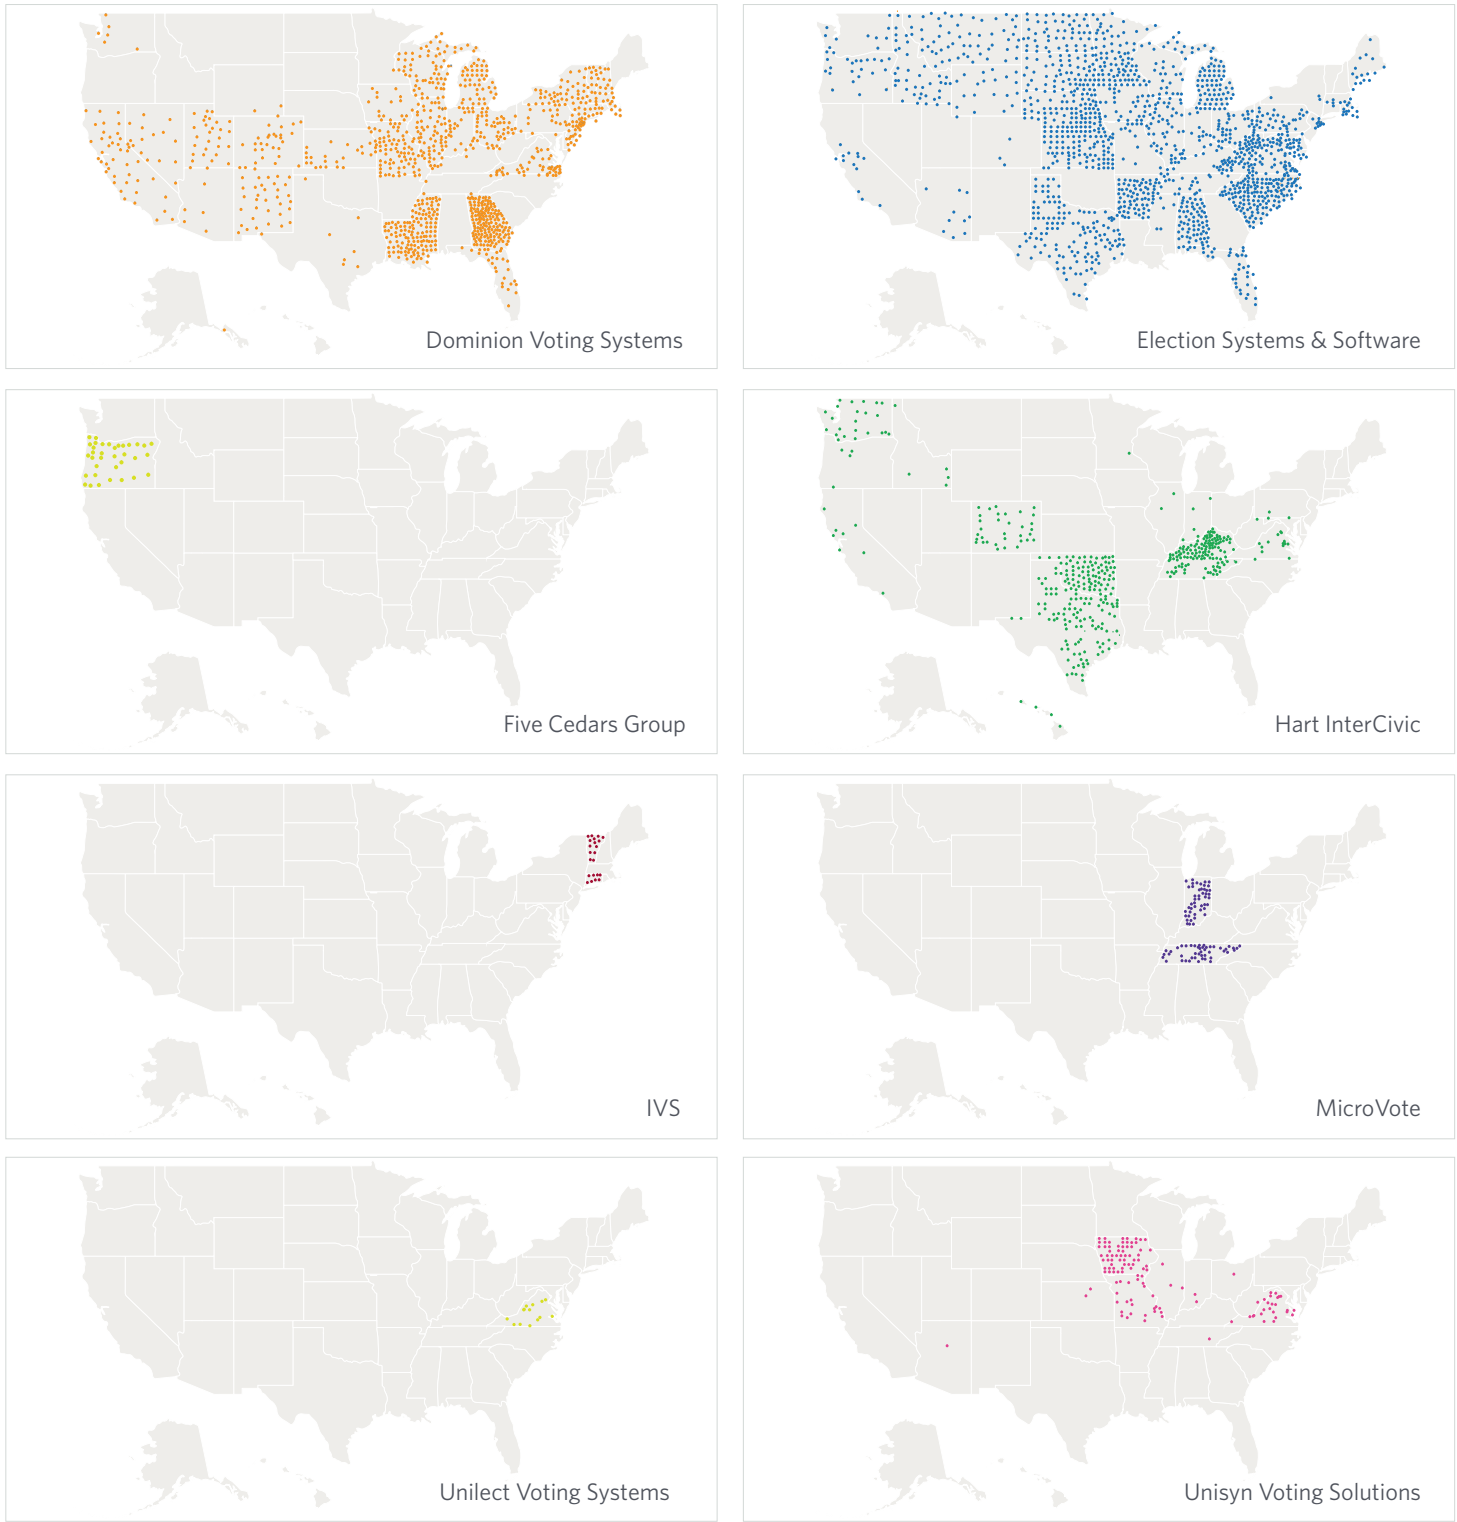 Dominion Voting Systems
Election Systems & Software
Five Cedars Group
Hart InterCivic
IVS
MicroVote
Unilect Voting Systems
Unisyn Voting Solutions